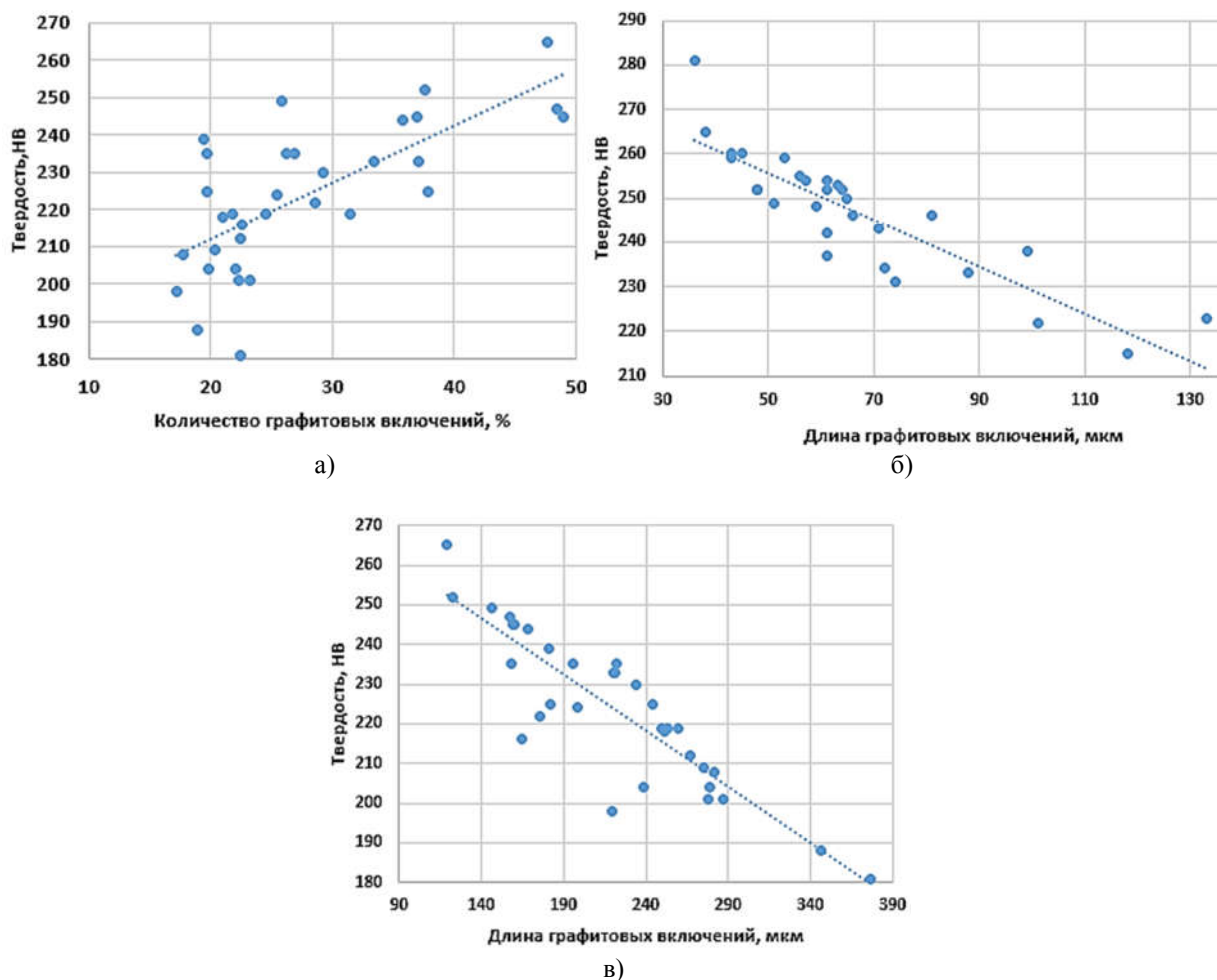 270
260
250
240
230
220
210
200
190
180
Твердость,НВ
10 20 30 40 50
Количество графитовых включений, %
а)
290
280
270
260
250
240
230
220
210
Твердость, НВ
30 50 70 90 110 130
Длина графитовых включений, мкм
б)
270
260
250
240
230
220
210
200
190
180
Твердость, НВ
90 140 190 240 290 340 390
Длина графитовых включений, мкм
в)